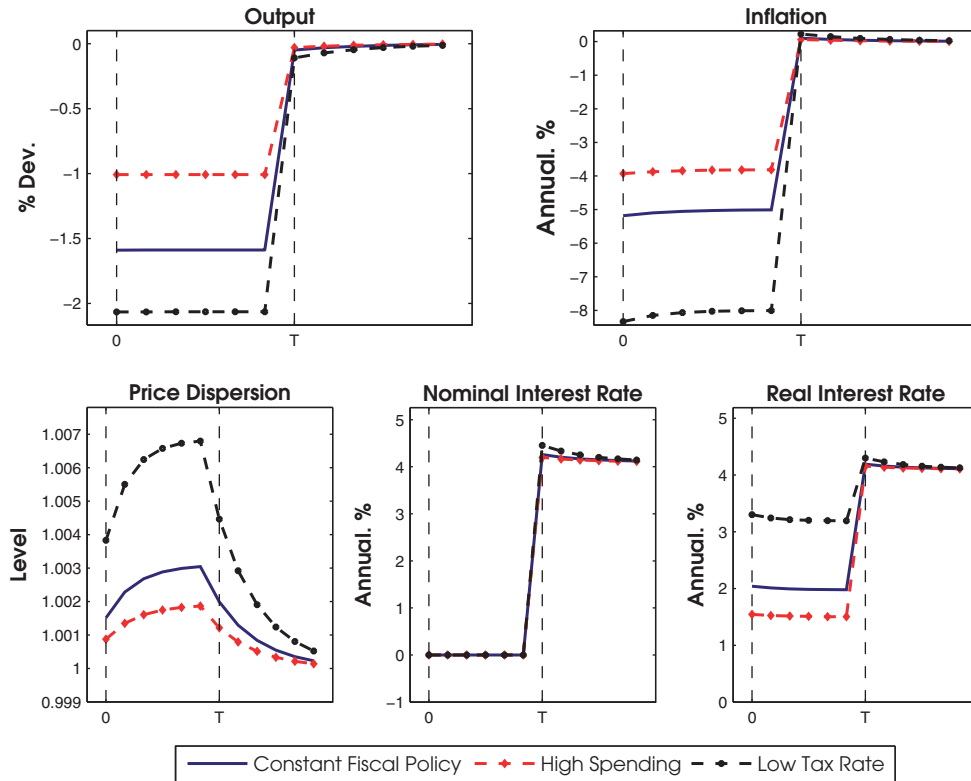 Output
% Dev.
0
−0.5
−1
−1.5
−2
0
T
Inflation
Annual. %
0
−1
−2
−3
−4
−5
−6
−7
−8
0
T
Price Dispersion
Level
1.007
1.006
1.005
1.004
1.003
1.002
1.001
1
0.999
0
T
Nominal Interest Rate
Annual. %
5
4
3
2
1
0
−1
0
T
Real Interest Rate
Annual. %
5
4
3
2
1
0
0
T
Constant Fiscal Policy
High Spending
Low Tax Rate